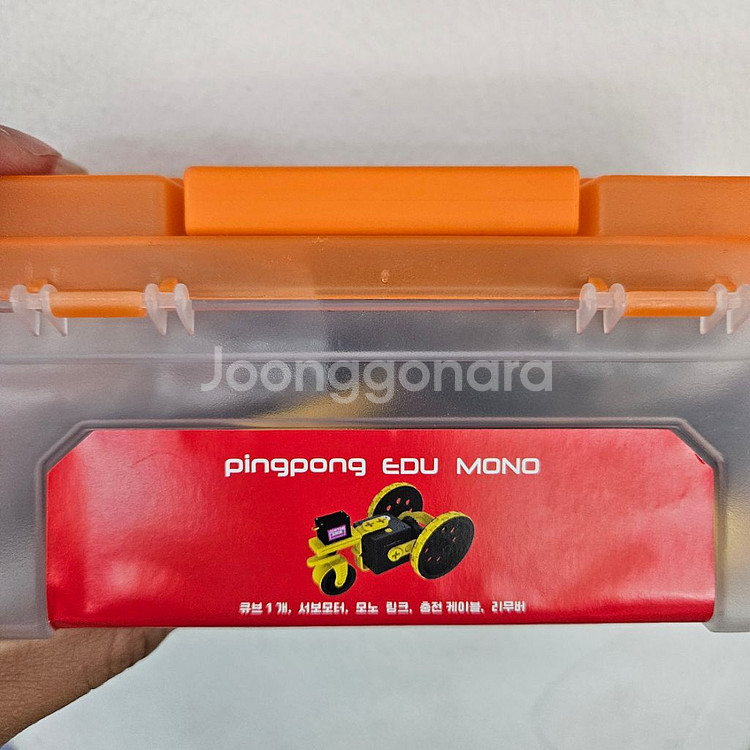 Joonggonara
pingpong EDU MONO
큐브 1개, 서보모터, 모노 링크, 충전 케이블, 리무버